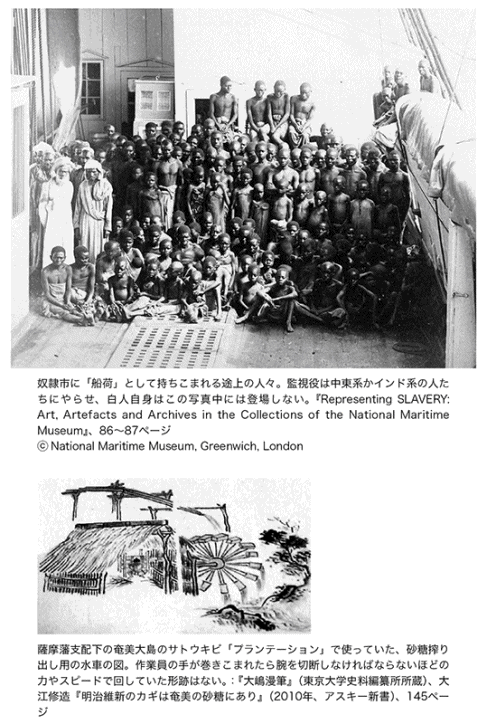 奴隷市に「船荷」として持ちこまれる途上の人々。監視役は中東系かインド系の人た
ちにやらせ、白人自身はこの写真中には登場しない。『Representing SLAVERY:
Art, Artefacts and Archives in the Collections of the National Maritime
Museum』、86〜87ページ
ⓒNational Maritime Museum, Greenwich, London
薩摩藩支配下の奄美大島のサトウキビ「プランテーション」で使っていた、砂糖搾り
出し用の水車の図。作業員の手が巻きこまれたら腕を切断しなければならないほどの
力やスピードで回していた形跡はない。:『大嶋漫筆』（東京大学史料編纂所所蔵）、大
江修造『明治維新のカギは奄美の砂糖にあり』（2010年、アスキー新書）、145ペー
ジ